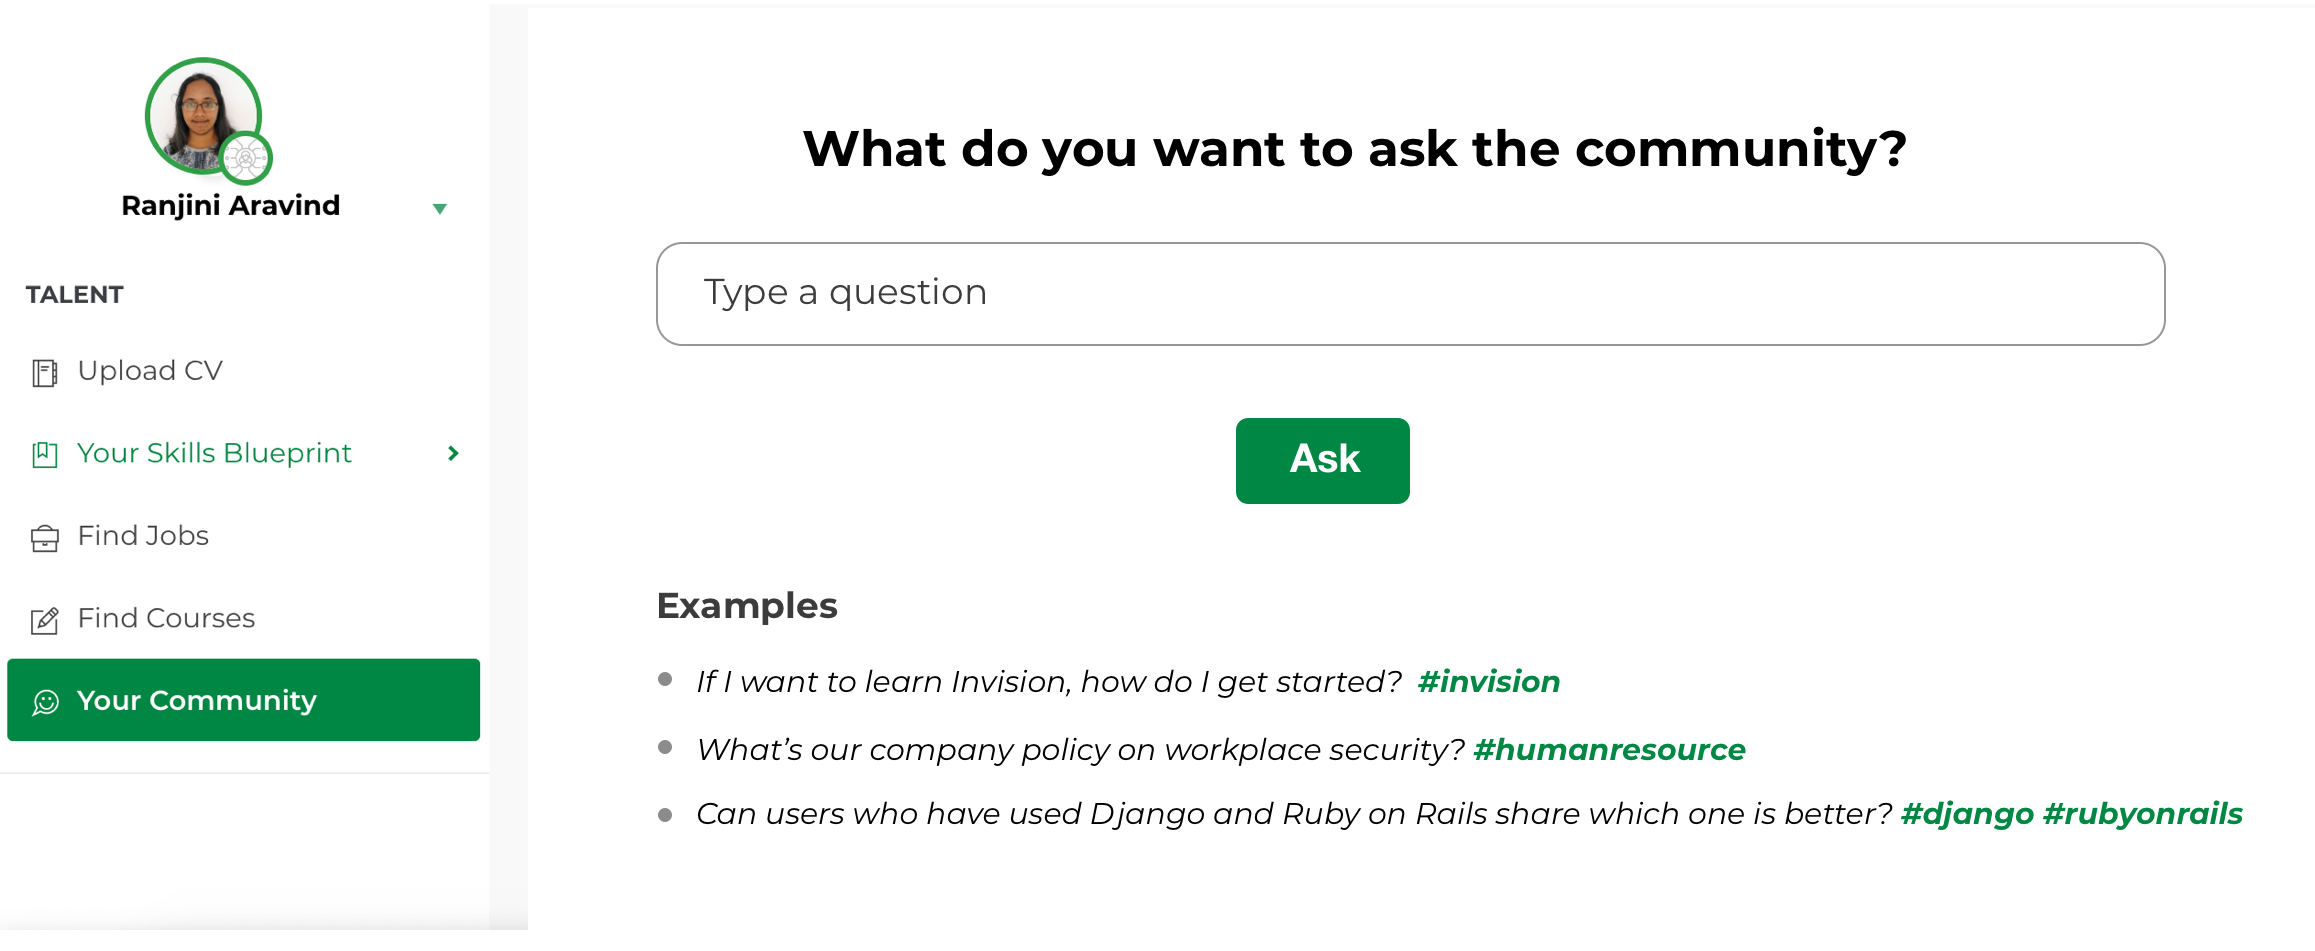 Ranjini Aravind
TALENT
Upload CV
Your Skills Blueprint
Find Jobs
Find Courses
Your Community
What do you want to ask the community?
Type a question
Ask
Examples
If I want to learn Invision, how do I get started? #invision
What’s our company policy on workplace security? #humanresource
Can users who have used Django and Ruby on Rails share which one is better? #django #rubyonrails